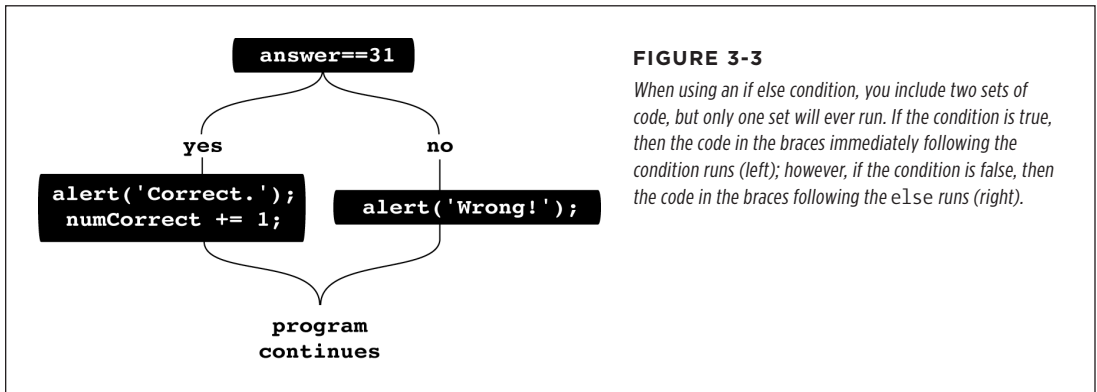 answer==31
yes
no
alert('Correct.');
numCorrect += 1;
alert('Wrong!');
program
continues
FIGURE 3-3
When using an if else condition, you include two sets of
code, but only one set will ever run. If the condition is true,
then the code in the braces immediately following the
condition runs (left); however, if the condition is false, then
the code in the braces following the else runs (right).